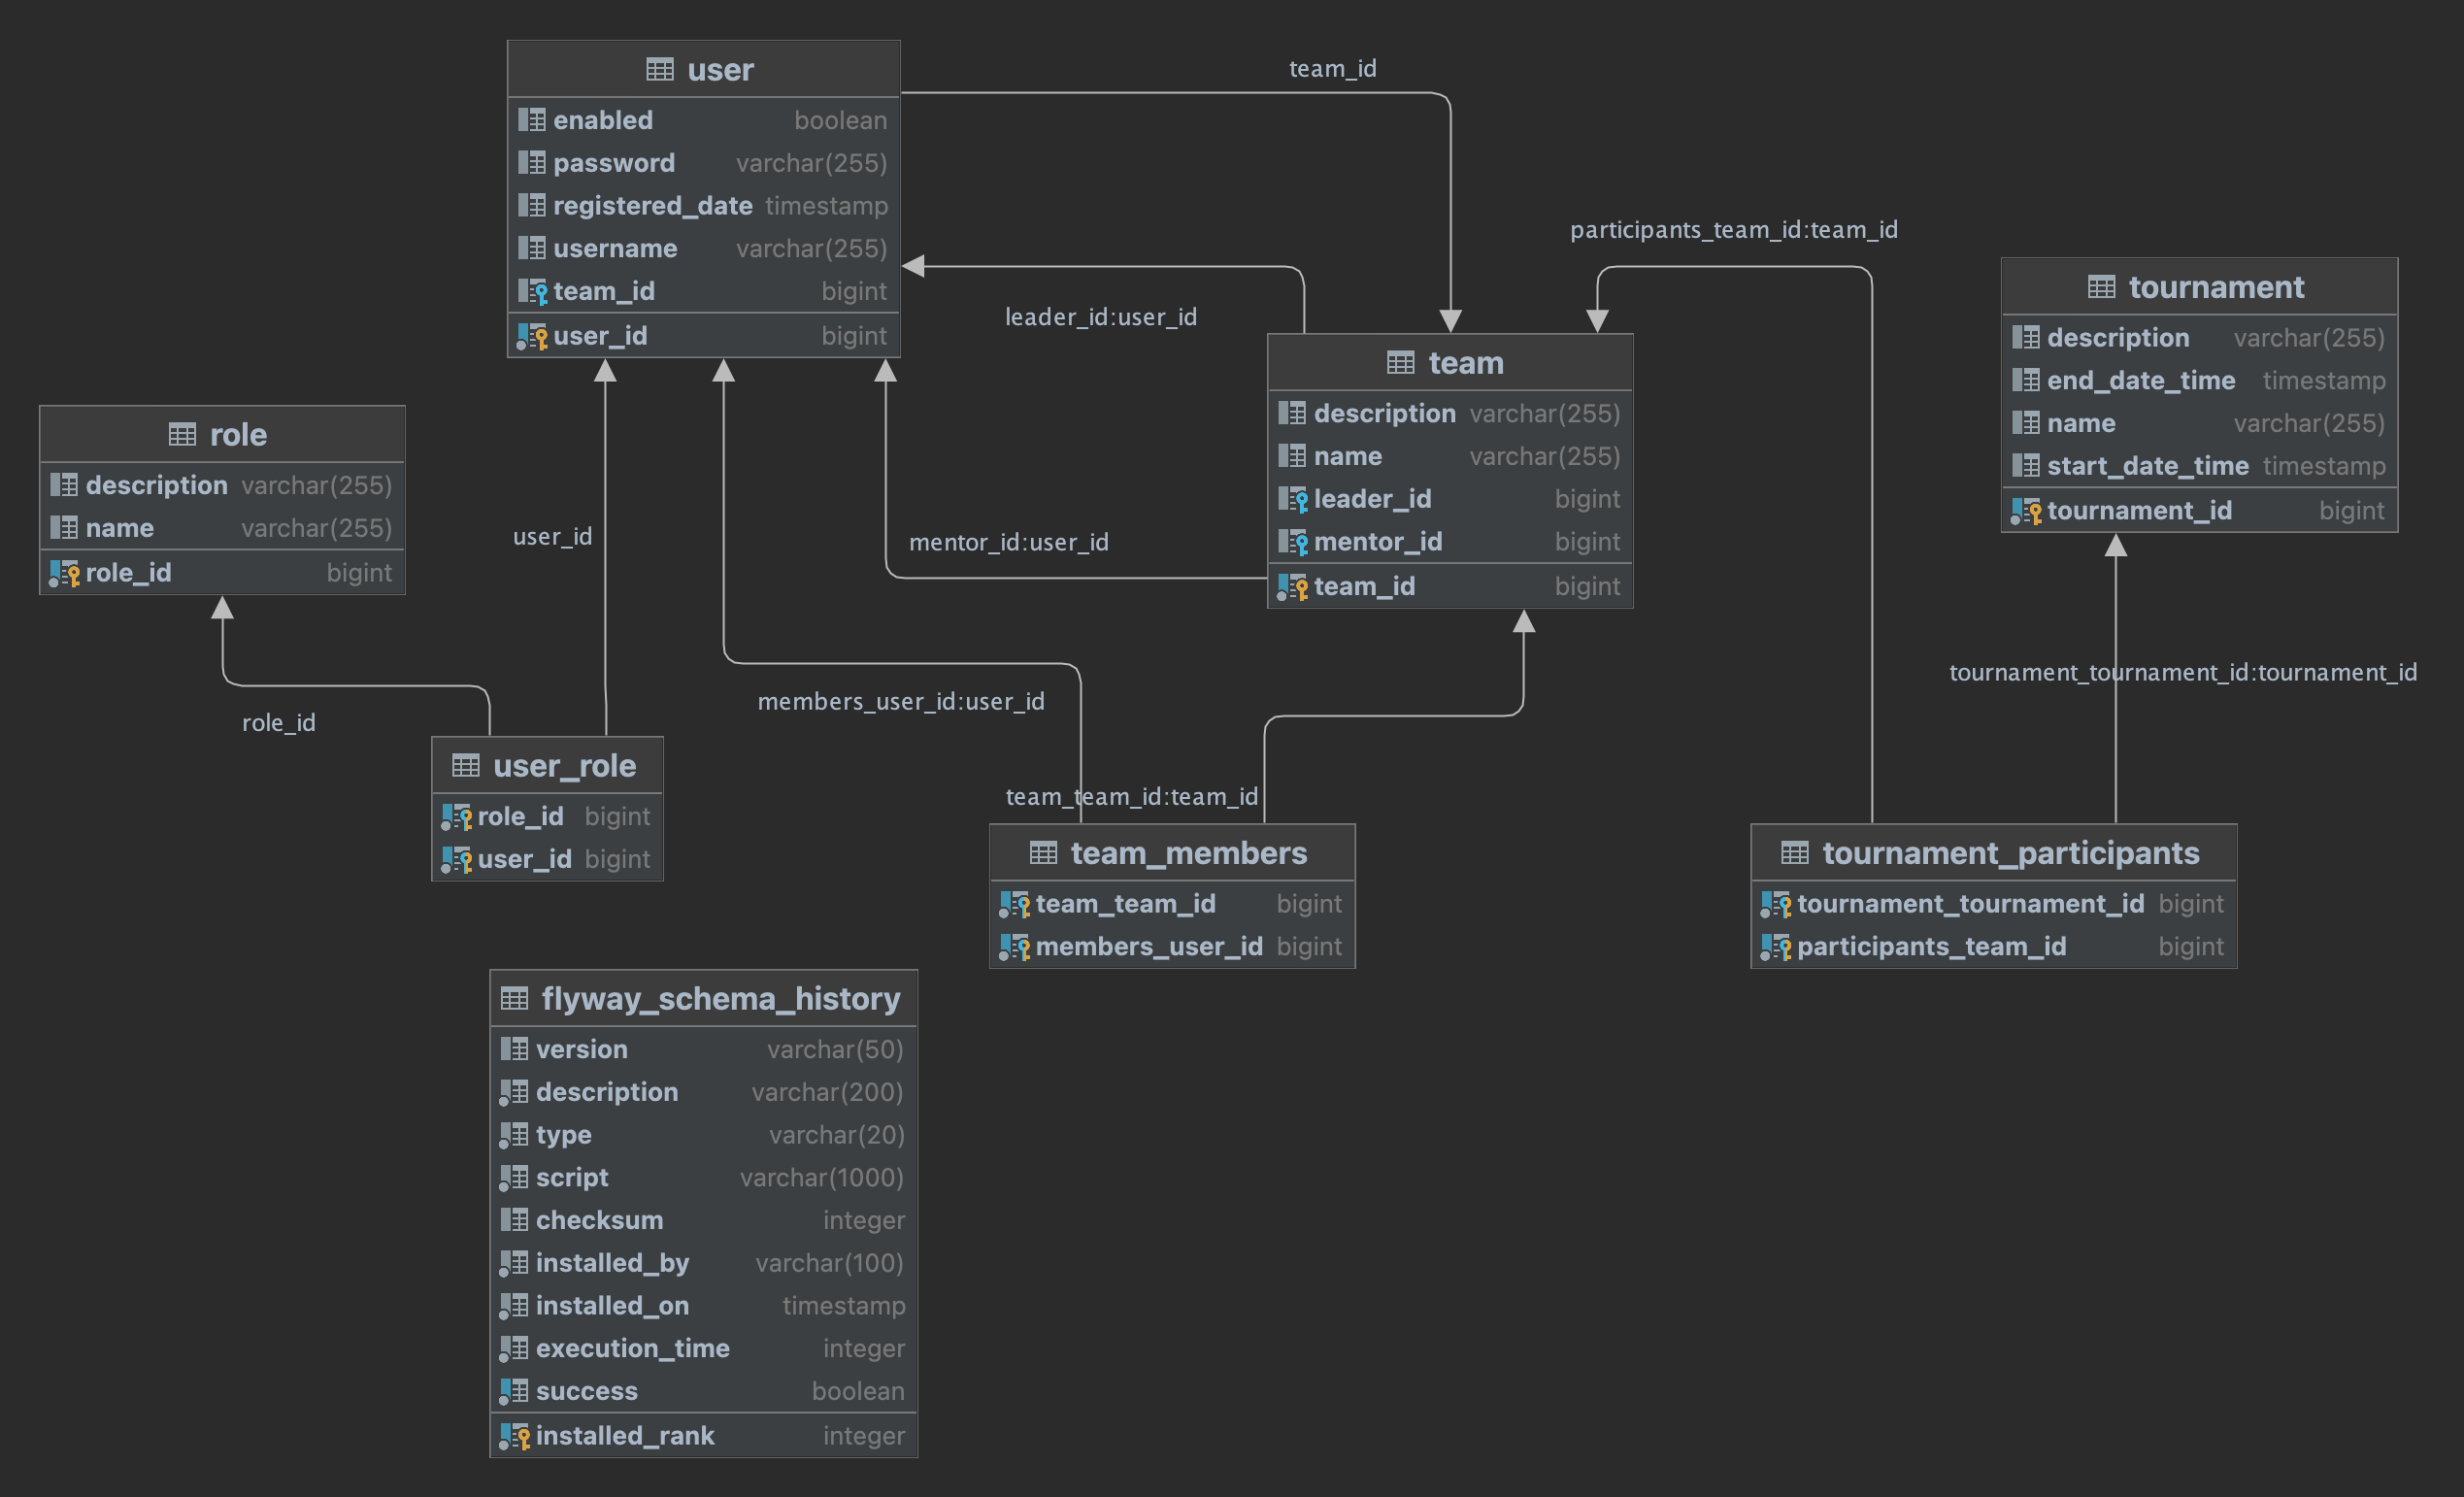 user
enabled boolean
password varchar(255)
registered_date timestamp
username varchar(255)
team_id bigint
user_id bigint
team_id
leader_id:user_id
participants_team_id:team_id
tournament
description varchar(255)
end_date_time timestamp
name varchar(255)
start_date_time timestamp
tournament_id bigint
team
description varchar(255)
name varchar(255)
leader_id bigint
mentor_id bigint
team_id bigint
role
description varchar(255)
name varchar(255)
role_id bigint
user_id
mentor_id:user_id
members_user_id:user_id
tournament_tournament_id:tournament_id
role_id
team_team_id:team_id
user_role
role_id bigint
user_id bigint
team_members
team_team_id bigint
members_user_id bigint
tournament_participants
tournament_tournament_id bigint
participants_team_id bigint
flyway_schema_history
version varchar(50)
description varchar(200)
type varchar(20)
script varchar(1000)
checksum integer
installed_by varchar(100)
installed_on timestamp
execution_time integer
success boolean
installed_rank integer